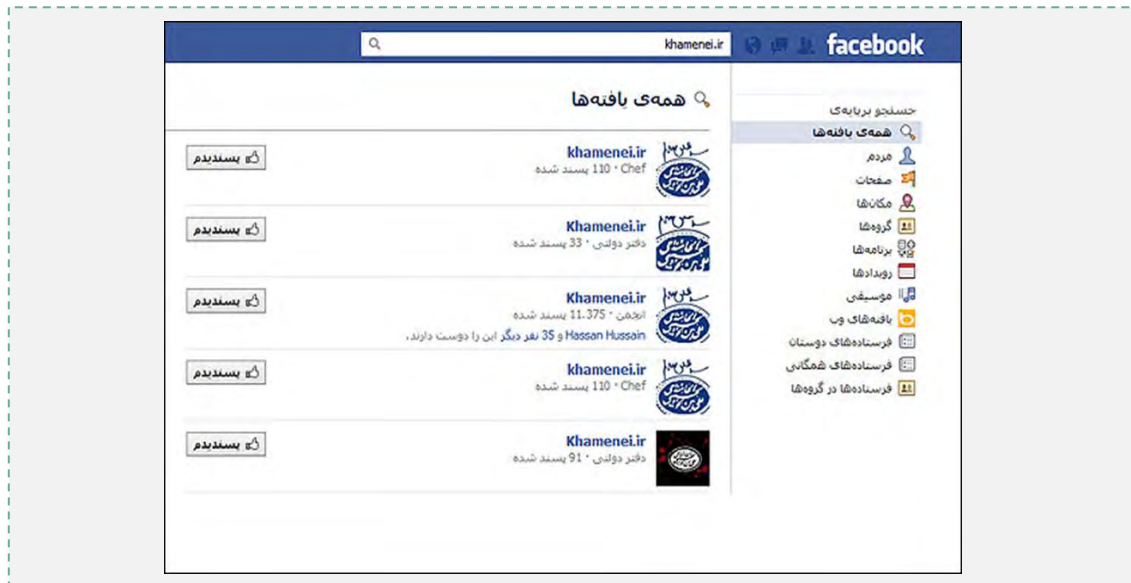 facebook
khamenei.ir
جستجو برپایه‌ی
همه‌ی یافته‌ها
مردم
صفحات
مکان‌ها
گروه‌ها
برنامه‌ها
رویدادها
موسیقی
یافته‌های وب
فرستاده‌های دوستان
فرستاده‌های همگانی
فرستاده‌ها در گروه‌ها
همه‌ی یافته‌ها
khamenei.ir
Chef · 110 پسند شده
پسندیدم
Khamenei.ir
دفتر دولتی · 33 پسند شده
پسندیدم
Khamenei.ir
انجمن · 11.375 پسند شده
Hassan Hussain و 35 نفر دیگر این را دوست دارند.
پسندیدم
khamenei.ir
Chef · 110 پسند شده
پسندیدم
Khamenei.ir
دفتر دولتی · 91 پسند شده
پسندیدم